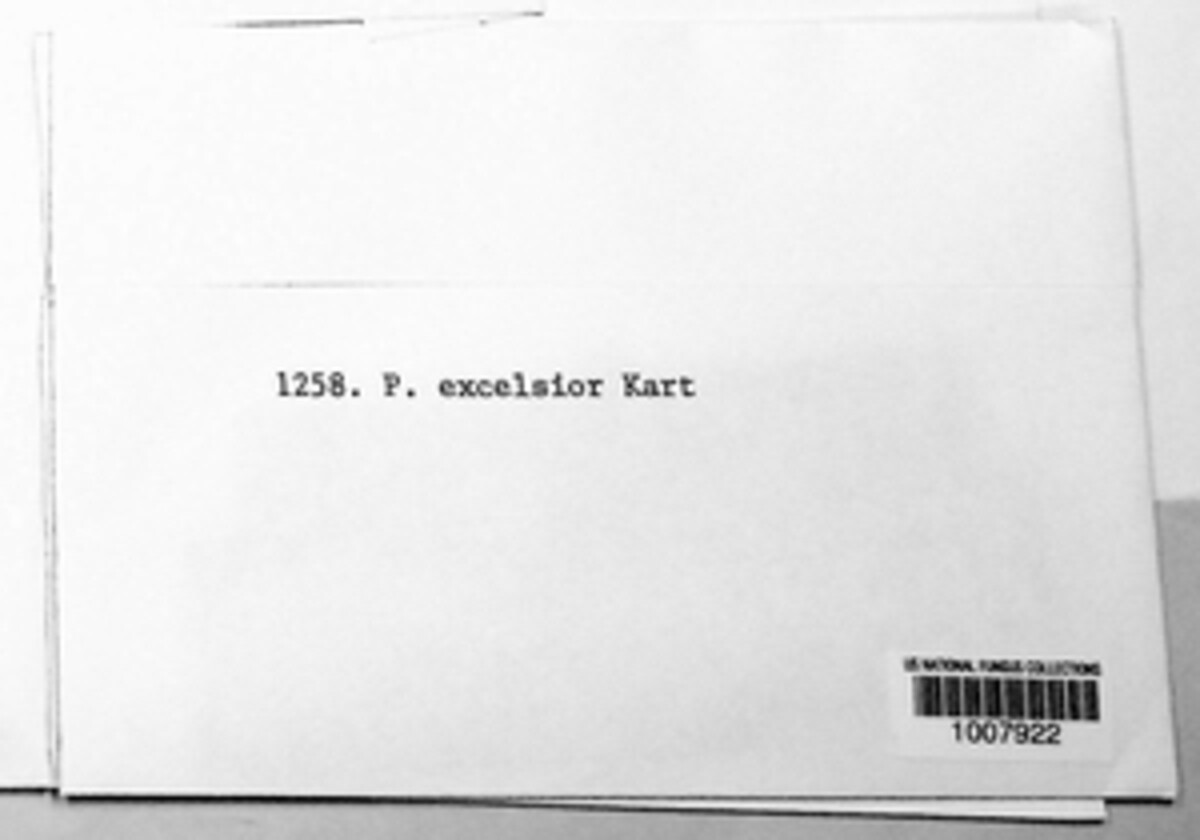 1258. P. excelsior Kart
US NATIONAL FUNGUS COLLECTIONS
1007922